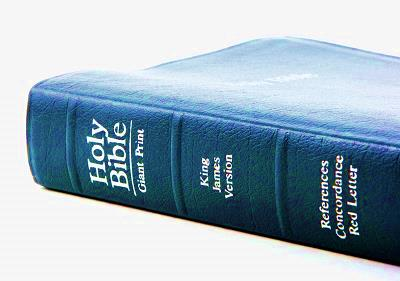 Holy
Bible
Giant Print
King
James
Version
References
Concordance
Red Letter